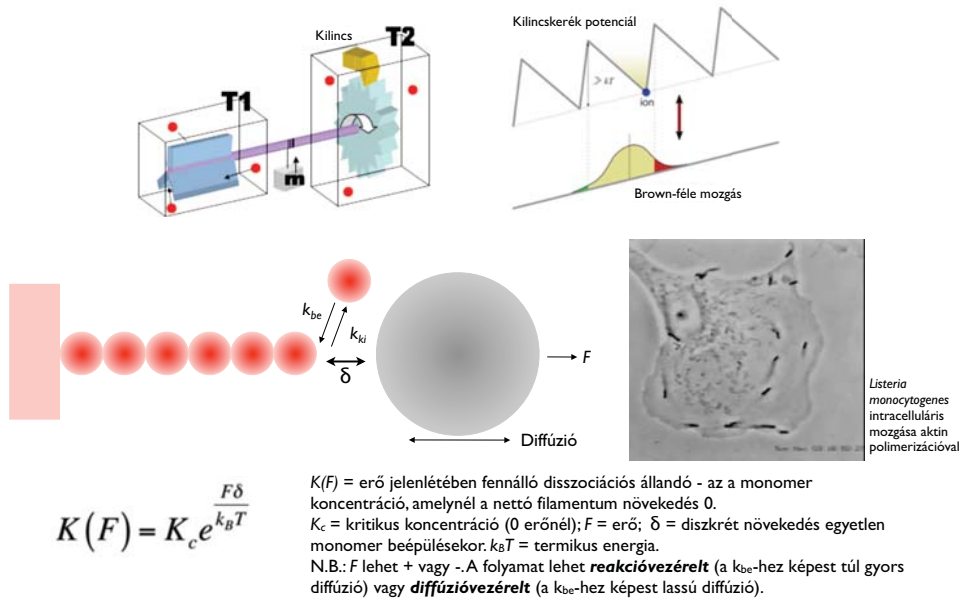 Kilincs
T2
T1
m
Kilincskerék potenciál
> kT
ion
Brown-féle mozgás
k_be
k_ki
δ
F
Diffúzió
Listeria
monocytogenes
intracelluláris
mozgása aktin
polimerizációval
K(F) = K_c e^{\frac{Fδ}{k_BT}}
K(F) = erő jelenlétében fennálló disszociációs állandó - az a monomer
koncentráció, amelynél a nettó filamentum növekedés 0.
K_c = kritikus koncentráció (0 erőnél); F = erő; δ = diszkrét növekedés egyetlen
monomer beépülésekor. k_BT = termikus energia.
N.B.: F lehet + vagy -. A folyamat lehet reakcióvezérelt (a k_be-hez képest túl gyors
diffúzió) vagy diffúzióvezérelt (a k_be-hez képest lassú diffúzió).